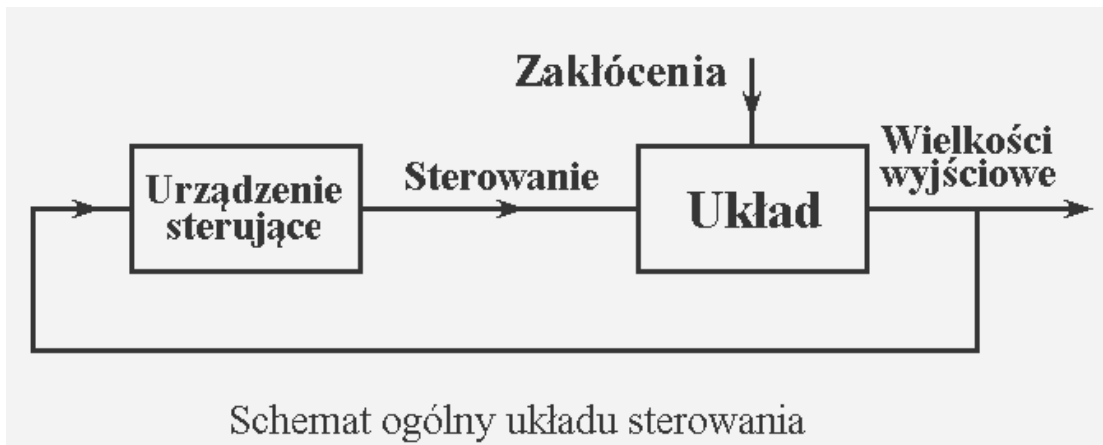 Zakłócenia
Urządzenie
sterujące
Sterowanie
Układ
Wielkości
wyjściowe
Schemat ogólny układu sterowania